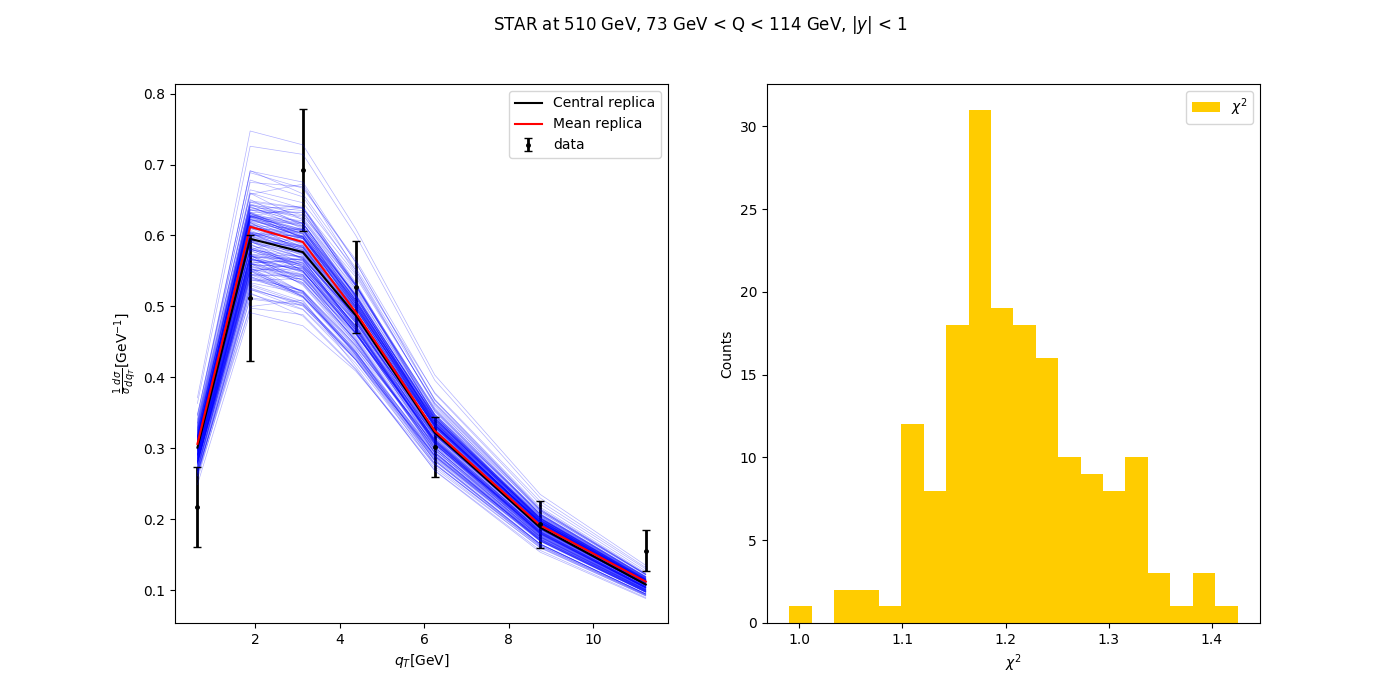 STAR at 510 GeV, 73 GeV < Q < 114 GeV, |y| < 1
Central replica
Mean replica
data
0.8
0.7
0.6
0.5
0.4
0.3
0.2
0.1
2
4
6
8
10
q_T[GeV]
\frac{1}{σ}\frac{dσ}{dq_T}[GeV⁻¹]
χ²
30
25
20
15
10
5
0
1.0
1.1
1.2
1.3
1.4
χ²
Counts